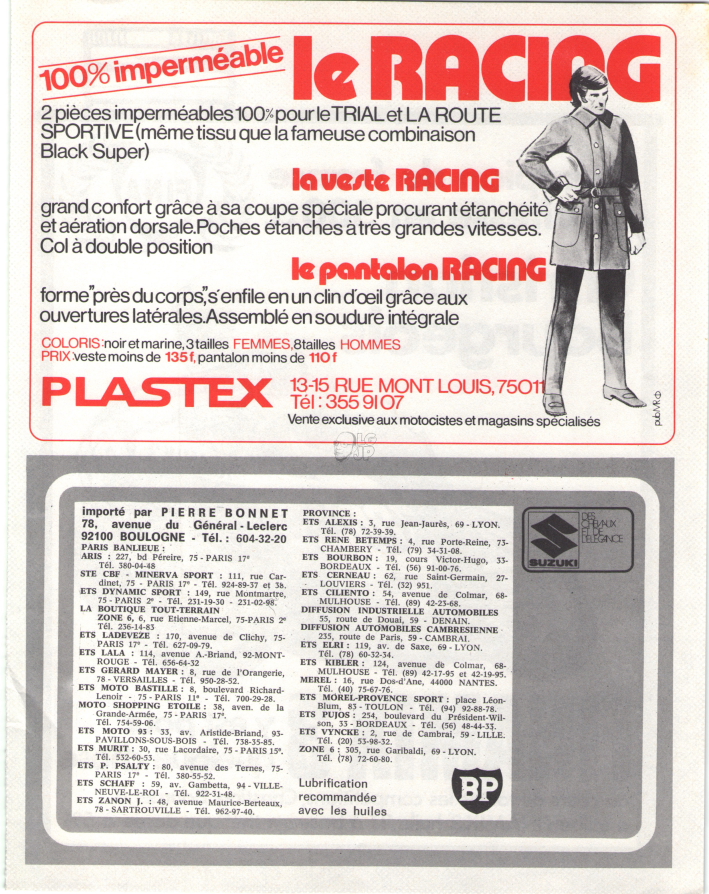 100% imperméable
le RACING
2 pièces imperméables 100% pour le TRIAL et LA ROUTE
SPORTIVE (même tissu que la fameuse combinaison
Black Super)
la veste RACING
grand confort grâce à sa coupe spéciale procurant étanchéité
et aération dorsale. Poches étanches à très grandes vitesses.
Col à double position
le pantalon RACING
forme "près du corps", s'enfile en un clin d'œil grâce aux
ouvertures latérales. Assemblé en soudure intégrale
COLORIS: noir et marine, 3 tailles FEMMES, 8 tailles HOMMES
PRIX: veste moins de 135 f, pantalon moins de 110 f
PLASTEX
13-15 RUE MONT LOUIS, 75011
Tél : 355 91 07
Vente exclusive aux motocistes et magasins spécialisés
pub MR
LG
JP
importé par PIERRE BONNET
78, avenue du Général-Leclerc
92100 BOULOGNE - Tél. : 604-32-20
PARIS BANLIEUE :
ARIS : 227, bd Péreire, 75 - PARIS 17e
Tél. 380-04-48
STE CBF - MINERVA SPORT : 111, rue Car-
dinet, 75 - PARIS 17e - Tél. 924-89-37 et 38.
ETS DYNAMIC SPORT : 149, rue Montmartre,
75 - PARIS 2e - Tél. 231-19-30 - 231-02-98.
LA BOUTIQUE TOUT-TERRAIN
ZONE 6, 6, rue Etienne-Marcel, 75-PARIS 2e
Tél. 236-14-83
ETS LADEVEZE : 170, avenue de Clichy, 75-
PARIS 17e - Tél. 627-09-79.
ETS LALA : 114, avenue A.-Briand, 92-MONT-
ROUGE - Tél. 656-64-32
ETS GERARD MAYER : 8, rue de l'Orangerie,
78 - VERSAILLES - Tél. 950-28-52.
ETS MOTO BASTILLE : 8, boulevard Richard-
Lenoir - 75 - PARIS 11e - Tél. 700-29-28.
MOTO SHOPPING ETOILE : 38, aven. de la
Grande-Armée, 75 - PARIS 17e.
Tél. 754-59-06.
ETS MOTO 93 : 33, av. Aristide-Briand, 93-
PAVILLONS-SOUS-BOIS - Tél. 738-35-85.
ETS MURIT : 30, rue Lacordaire, 75 - PARIS 15e.
Tél. 532-60-53.
ETS P. PSALTY : 80, avenue des Ternes, 75-
PARIS 17e - Tél. 380-55-52.
ETS SCHAFF : 59, av. Gambetta, 94 - VILLE-
NEUVE-LE-ROI - Tél. 922-31-48.
ETS ZANON J. : 48, avenue Maurice-Berteaux,
78 - SARTROUVILLE - Tél. 962-97-40.
PROVINCE :
ETS ALEXIS : 3, rue Jean-Jaurès, 69 - LYON.
Tél. (78) 72-39-39.
ETS RENE BETEMPS : 4, rue Porte-Reine, 73-
CHAMBERY - Tél. (79) 34-31-08.
ETS BOURBON : 19, cours Victor-Hugo, 33-
BORDEAUX - Tél. (56) 91-00-76.
ETS CERNEAU : 62, rue Saint-Germain, 27-
LOUVIERS - Tél. (32) 951.
ETS CILIENTO : 54, avenue de Colmar, 68-
MULHOUSE - Tél. (89) 42-23-68.
DIFFUSION INDUSTRIELLE AUTOMOBILES
55, route de Douai, 59 - DENAIN.
DIFFUSION AUTOMOBILES CAMBRESIENNE
235, route de Paris, 59 - CAMBRAI.
ETS ELRI : 119, av. de Saxe, 69 - LYON.
Tél. (78) 60-32-34.
ETS KIBLER : 124, avenue de Colmar, 68-
MULHOUSE - Tél. (89) 42-17-95 et 42-19-95.
MEREL : 16, rue Dos-d'Ane, 44000 NANTES.
Tél. (40) 75-67-76.
ETS MOREL-PROVENCE SPORT : place Léon-
Blum, 83 - TOULON - Tél. (94) 92-88-78.
ETS PUJOS : 254, boulevard du Président-Wil-
son, 33 - BORDEAUX - Tél. (56) 48-44-33.
ETS VYNCKE : 2, rue de Cambrai, 59 - LILLE.
Tél. (20) 53-98-32.
ZONE 6 : 305, rue Garibaldi, 69 - LYON.
Tél. (78) 72-60-80.
Lubrification
recommandée
avec les huiles
BP
SUZUKI
DES
CHEVAUX
ET DE
L'ELEGANCE